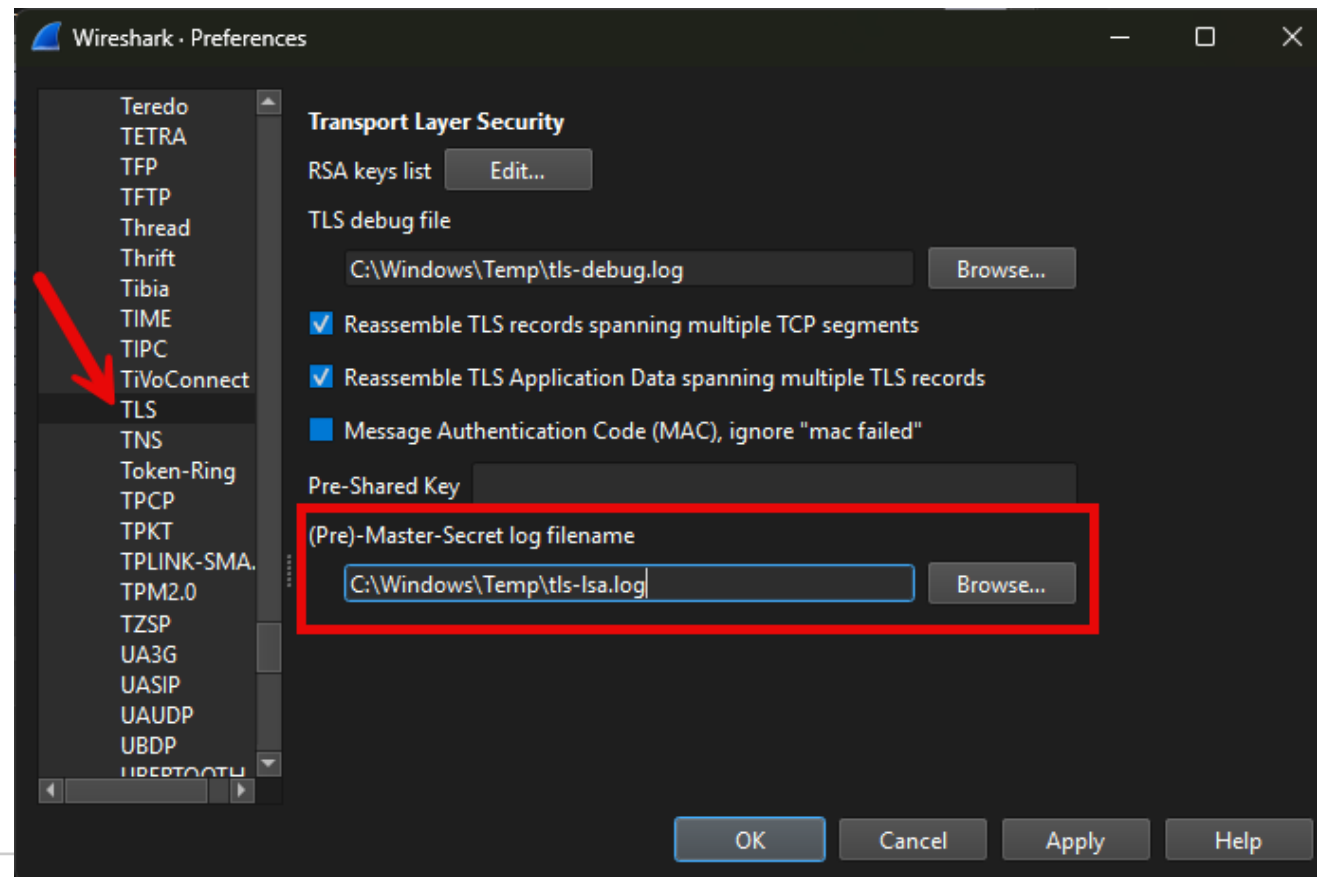 Wireshark · Preferences
Teredo
TETRA
TFP
TFTP
Thread
Thrift
Tibia
TIME
TIPC
TiVoConnect
TLS
TNS
Token-Ring
TPCP
TPKT
TPLINK-SMA.
TPM2.0
TZSP
UA3G
UASIP
UAUDP
UBDP
UBERTOOTH
Transport Layer Security
RSA keys list Edit...
TLS debug file
C:\Windows\Temp\tls-debug.log Browse...
Reassemble TLS records spanning multiple TCP segments
Reassemble TLS Application Data spanning multiple TLS records
Message Authentication Code (MAC), ignore "mac failed"
Pre-Shared Key
(Pre)-Master-Secret log filename
C:\Windows\Temp\tls-lsa.log Browse...
OK Cancel Apply Help